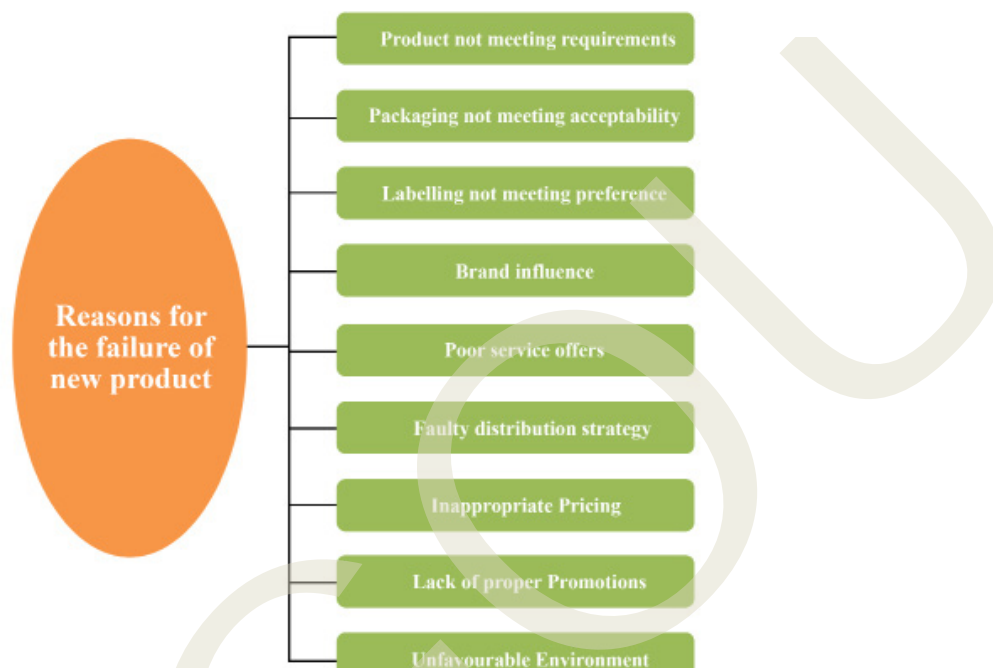 Product not meeting requirements
Packaging not meeting acceptability
Labelling not meeting preference
Brand influence
Reasons for
the failure of
new product
Poor service offers
Faulty distribution strategy
Inappropriate Pricing
Lack of proper Promotions
Unfavourable Environment